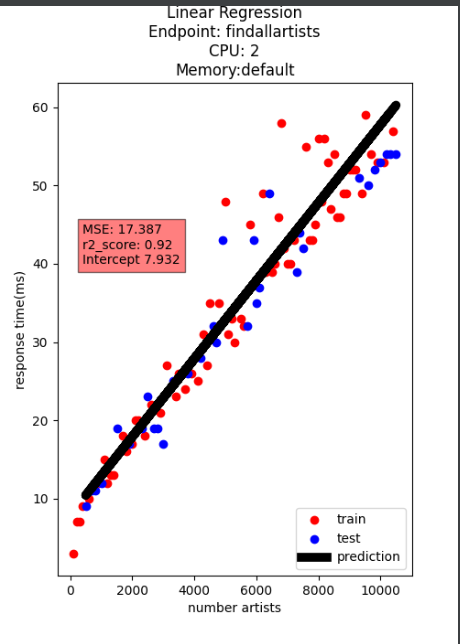 Linear Regression
Endpoint: findallartists
CPU: 2
Memory:default
60
50
40
30
20
10
response time(ms)
MSE: 17.387
r2_score: 0.92
Intercept 7.932
train
test
prediction
0 2000 4000 6000 8000 10000
number artists